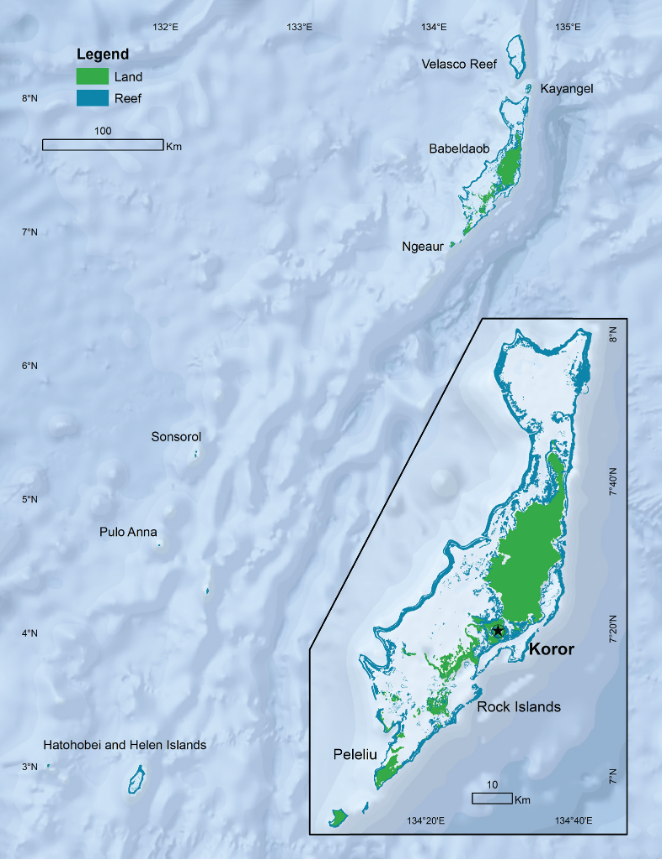 132°E
133°E
134°E
135°E
Legend
Land
Reef
100
Km
Velasco Reef
Kayangel
8°N
Babeldaob
7°N
Ngeaur
8°N
6°N
Sonsorol
7°40'N
5°N
Pulo Anna
4°N
7°20'N
Koror
Rock Islands
Hatohobei and Helen Islands
Peleliu
3°N
7°N
10
Km
134°20'E
134°40'E